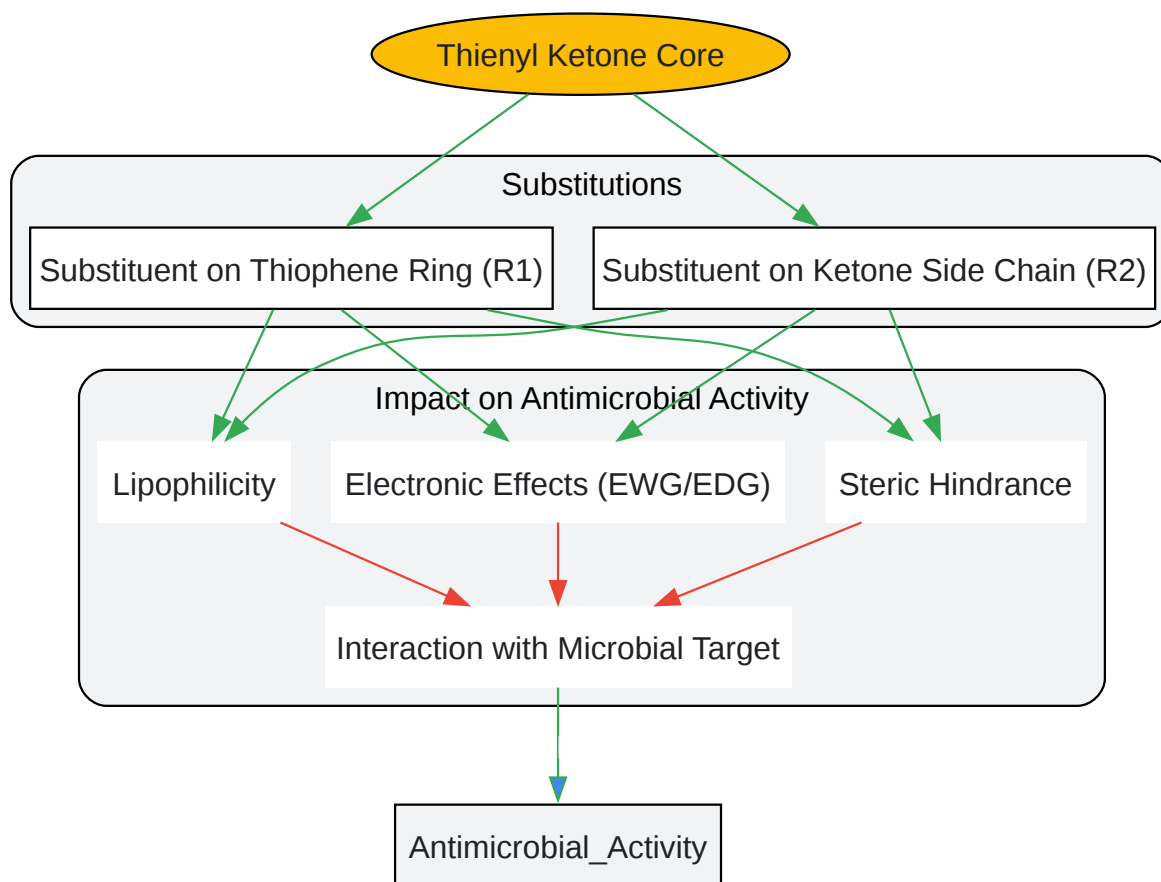 Thienyl Ketone Core
Substitutions
Substituent on Thiophene Ring (R1)
Substituent on Ketone Side Chain (R2)
Impact on Antimicrobial Activity
Lipophilicity
Electronic Effects (EWG/EDG)
Steric Hindrance
Interaction with Microbial Target
Antimicrobial_Activity